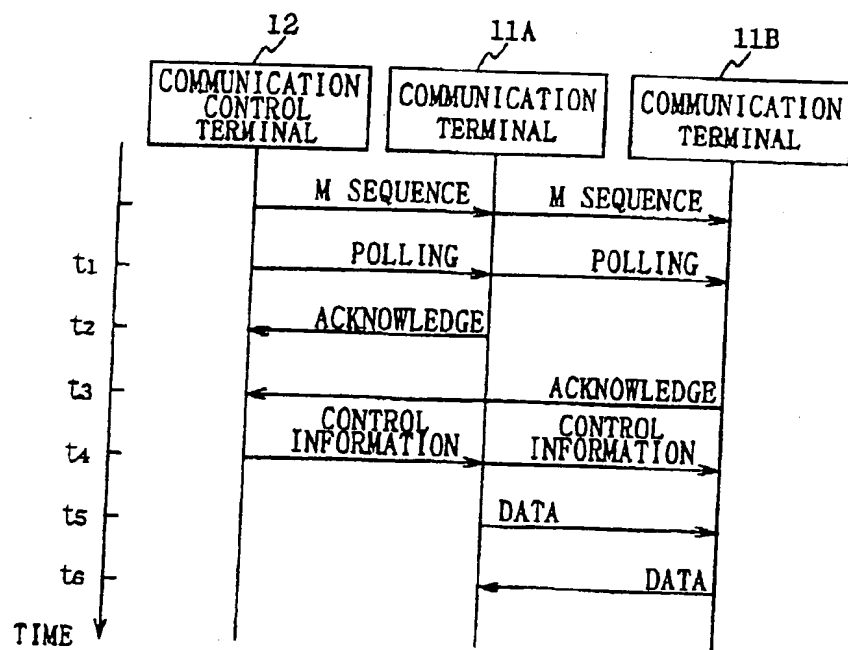 12
11A
11B
COMMUNICATION
CONTROL
TERMINAL
COMMUNICATION
TERMINAL
COMMUNICATION
TERMINAL
M SEQUENCE
M SEQUENCE
t1
POLLING
POLLING
t2
ACKNOWLEDGE
t3
ACKNOWLEDGE
CONTROL
INFORMATION
CONTROL
INFORMATION
t4
t5
DATA
t6
DATA
TIME